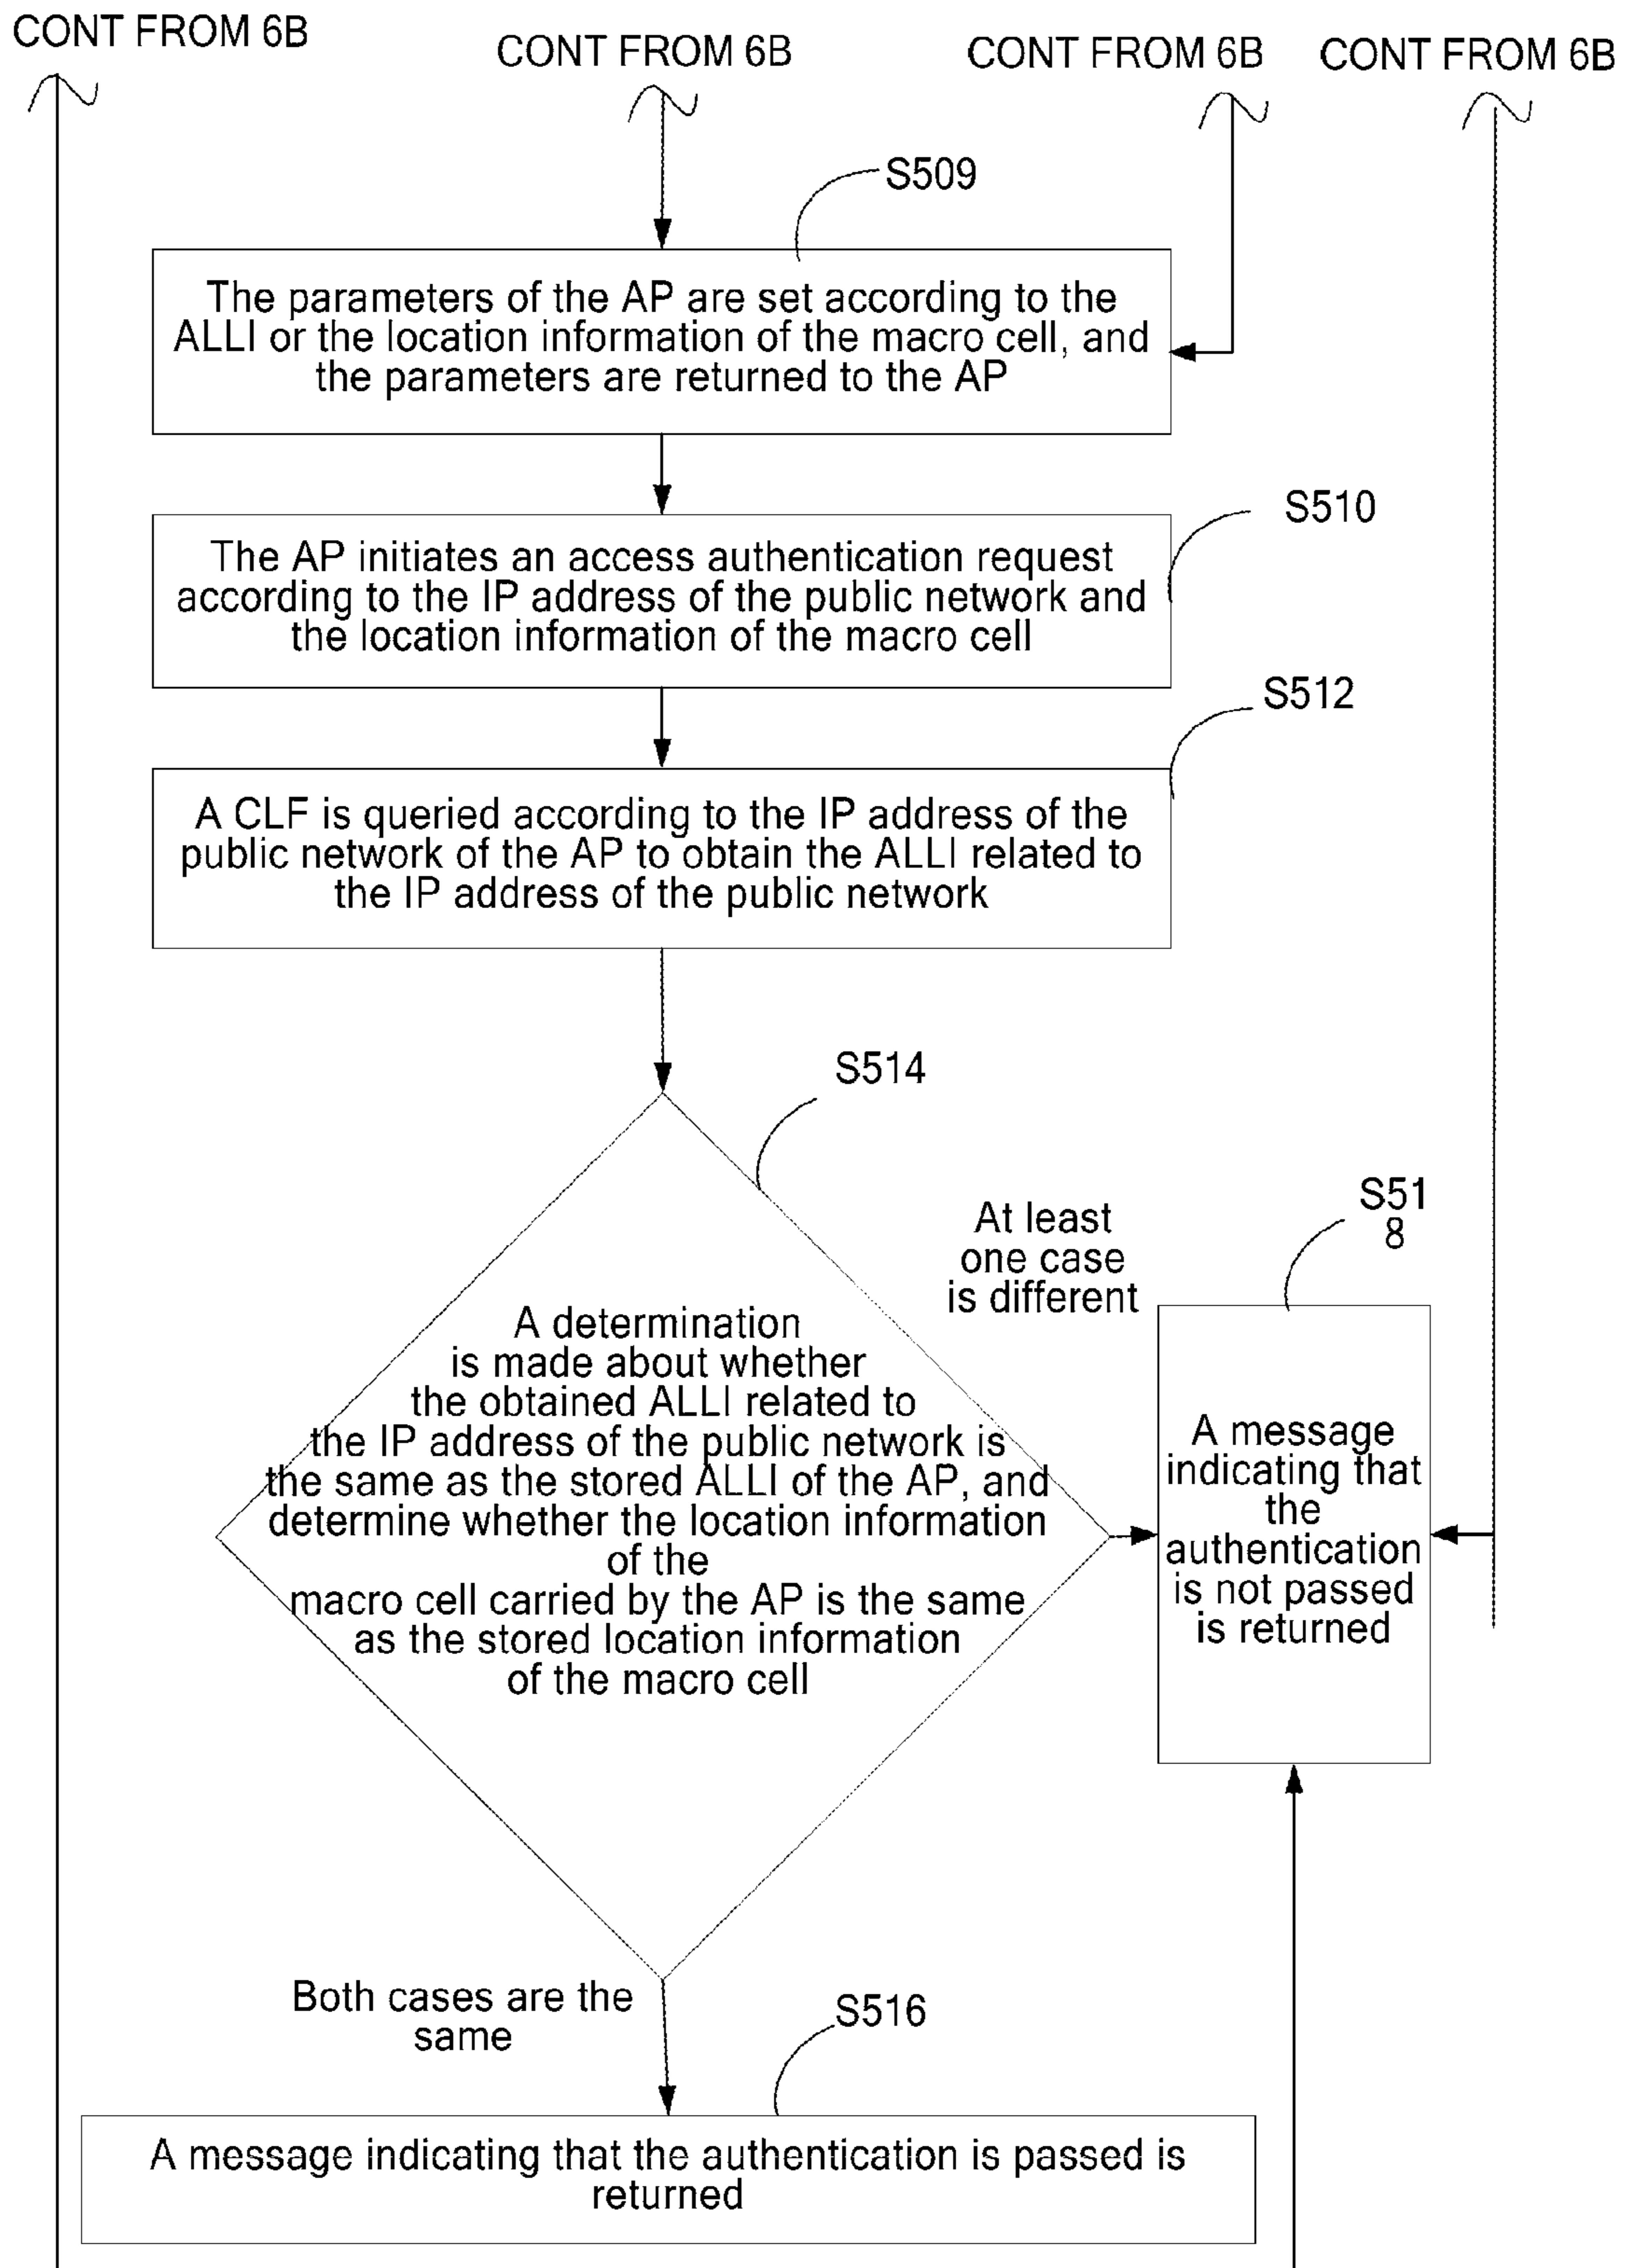 CONT FROM 6B
CONT FROM 6B
CONT FROM 6B
CONT FROM 6B
S509
The parameters of the AP are set according to the
ALLI or the location information of the macro cell, and
the parameters are returned to the AP
S510
The AP initiates an access authentication request
according to the IP address of the public network and
the location information of the macro cell
S512
A CLF is queried according to the IP address of the
public network of the AP to obtain the ALLI related to
the IP address of the public network
S514
At least
one case
is different
S51
8
A determination
is made about whether
the obtained ALLI related to
the IP address of the public network is
the same as the stored ALLI of the AP, and
determine whether the location information
of the
macro cell carried by the AP is the same
as the stored location information
of the macro cell
A message
indicating that
the
authentication
is not passed
is returned
Both cases are the
same
S516
A message indicating that the authentication is passed is
returned